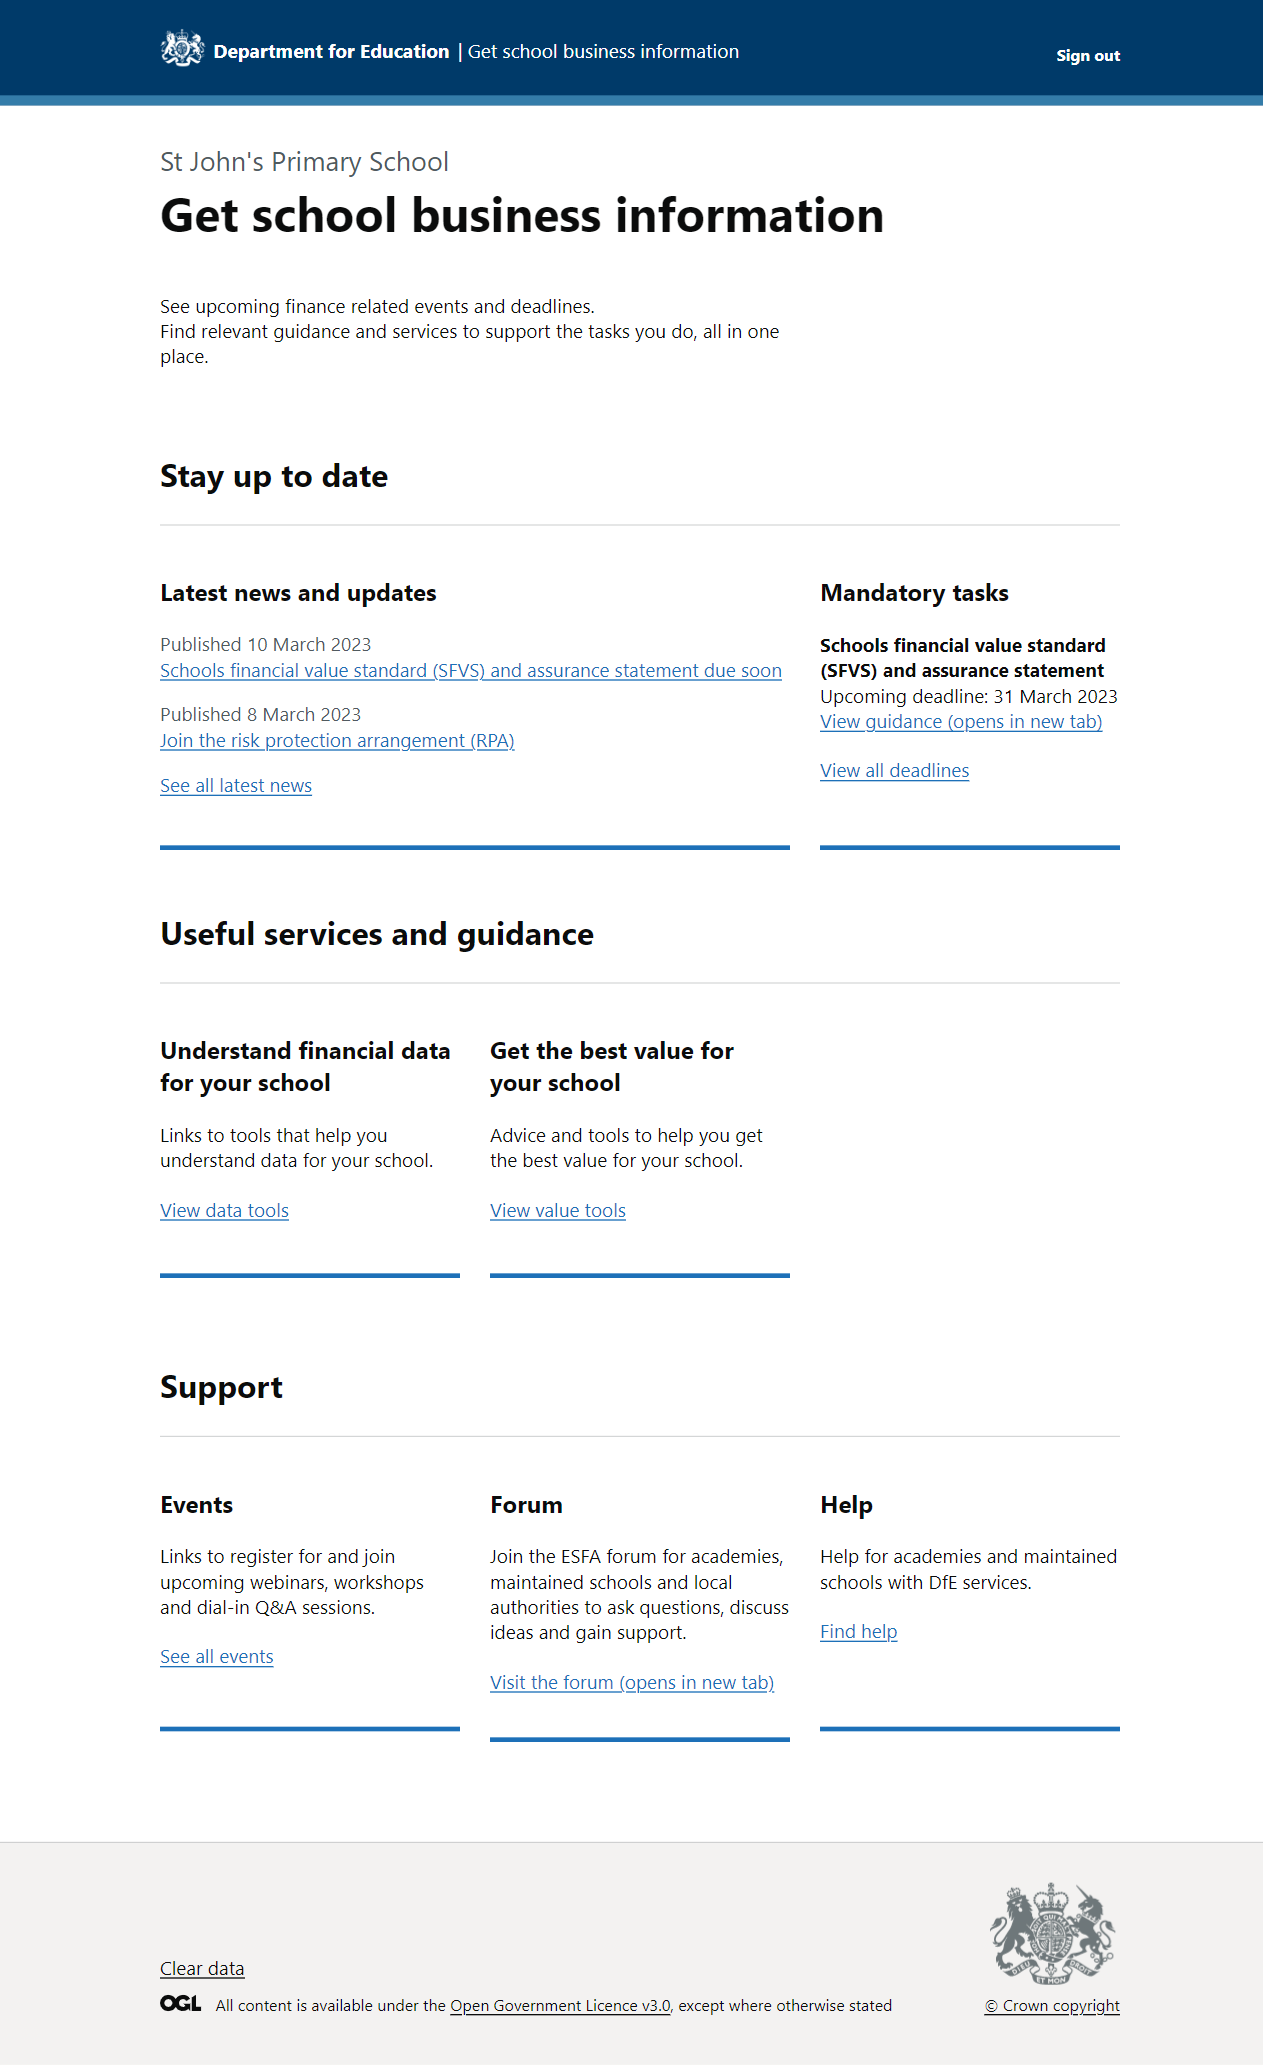 Department for Education | Get school business information
Sign out
St John's Primary School
Get school business information
See upcoming finance related events and deadlines.
Find relevant guidance and services to support the tasks you do, all in one
place.
Stay up to date
Latest news and updates
Published 10 March 2023
Schools financial value standard (SFVS) and assurance statement due soon
Published 8 March 2023
Join the risk protection arrangement (RPA)
See all latest news
Mandatory tasks
Schools financial value standard
(SFVS) and assurance statement
Upcoming deadline: 31 March 2023
View guidance (opens in new tab)
View all deadlines
Useful services and guidance
Understand financial data
for your school
Links to tools that help you
understand data for your school.
View data tools
Get the best value for
your school
Advice and tools to help you get
the best value for your school.
View value tools
Support
Events
Links to register for and join
upcoming webinars, workshops
and dial-in Q&A sessions.
See all events
Forum
Join the ESFA forum for academies,
maintained schools and local
authorities to ask questions, discuss
ideas and gain support.
Visit the forum (opens in new tab)
Help
Help for academies and maintained
schools with DfE services.
Find help
Clear data
OGL All content is available under the Open Government Licence v3.0, except where otherwise stated
DIEU ET MON DROIT
© Crown copyright